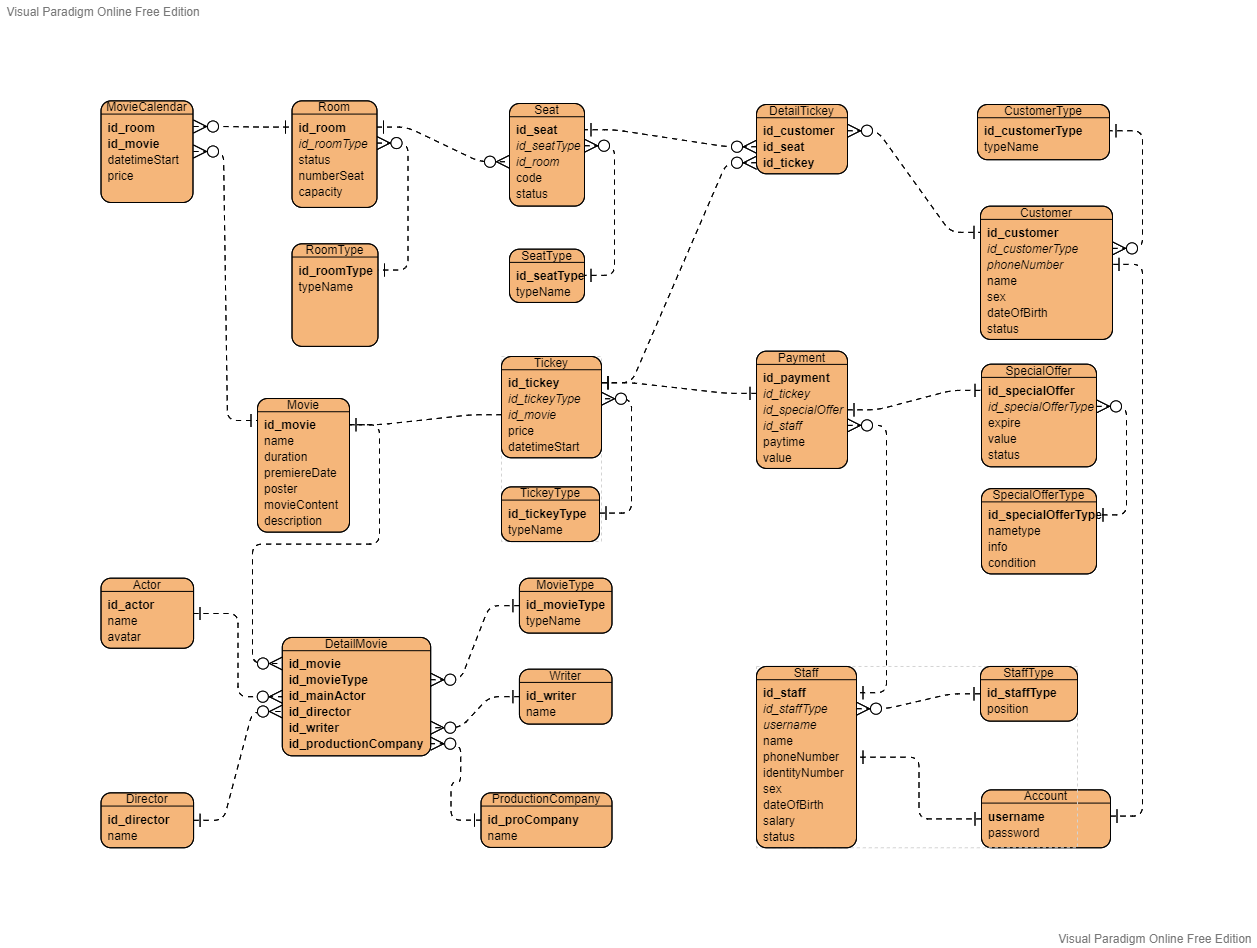 Visual Paradigm Online Free Edition
MovieCalendar
id_room
id_movie
datetimeStart
price
Room
id_room
id_roomType
status
numberSeat
capacity
Seat
id_seat
id_seatType
id_room
code
status
DetailTickey
id_customer
id_seat
id_tickey
CustomerType
id_customerType
typeName
Customer
id_customer
id_customerType
phoneNumber
name
sex
dateOfBirth
status
RoomType
id_roomType
typeName
SeatType
id_seatType
typeName
Movie
id_movie
name
duration
premiereDate
poster
movieContent
description
Tickey
id_tickey
id_tickeyType
id_movie
price
datetimeStart
Payment
id_payment
id_tickey
id_specialOffer
id_staff
paytime
value
SpecialOffer
id_specialOffer
id_specialOfferType
expire
value
status
TickeyType
id_tickeyType
typeName
SpecialOfferType
id_specialOfferType
nametype
info
condition
Actor
id_actor
name
avatar
DetailMovie
id_movie
id_movieType
id_mainActor
id_director
id_writer
id_productionCompany
MovieType
id_movieType
typeName
Writer
id_writer
name
Director
id_director
name
ProductionCompany
id_proCompany
name
Staff
id_staff
id_staffType
username
name
phoneNumber
identityNumber
sex
dateOfBirth
salary
status
StaffType
id_staffType
position
Account
username
password
Visual Paradigm Online Free Edition